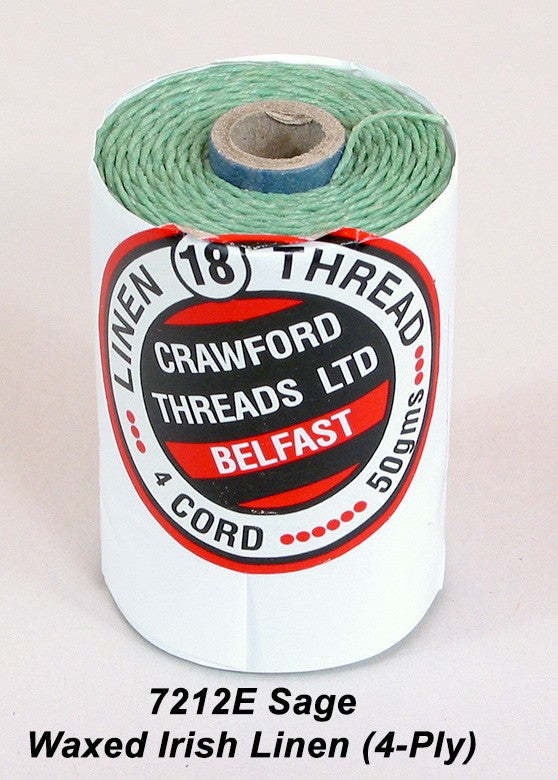 LINEN 18 THREAD
CRAWFORD
THREADS LTD
BELFAST
4 CORD 50gms
7212E Sage
Waxed Irish Linen (4-Ply)